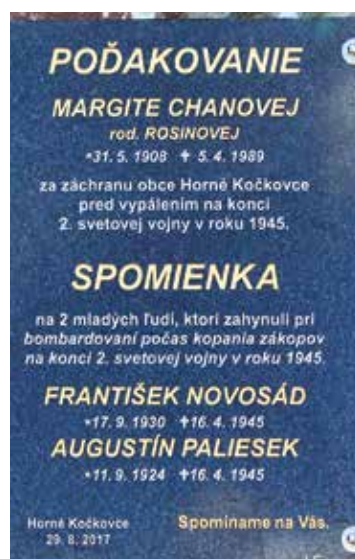 POĎAKOVANIE
MARGITE CHANOVEJ
rod. ROSINOVEJ
*31. 5. 1908 ✝ 5. 4. 1989
za záchranu obce Horné Kočkovce
pred vypálením na konci
2. svetovej vojny v roku 1945.
SPOMIENKA
na 2 mladých ľudí, ktorí zahynuli pri
bombardovaní počas kopania zákopov
na konci 2. svetovej vojny v roku 1945.
FRANTIŠEK NOVOSÁD
*17. 9. 1930 ✝16. 4. 1945
AUGUSTÍN PALIESEK
*11. 9. 1924 ✝16. 4. 1945
Horné Kočkovce Spomíname na Vás.
29. 8. 2017